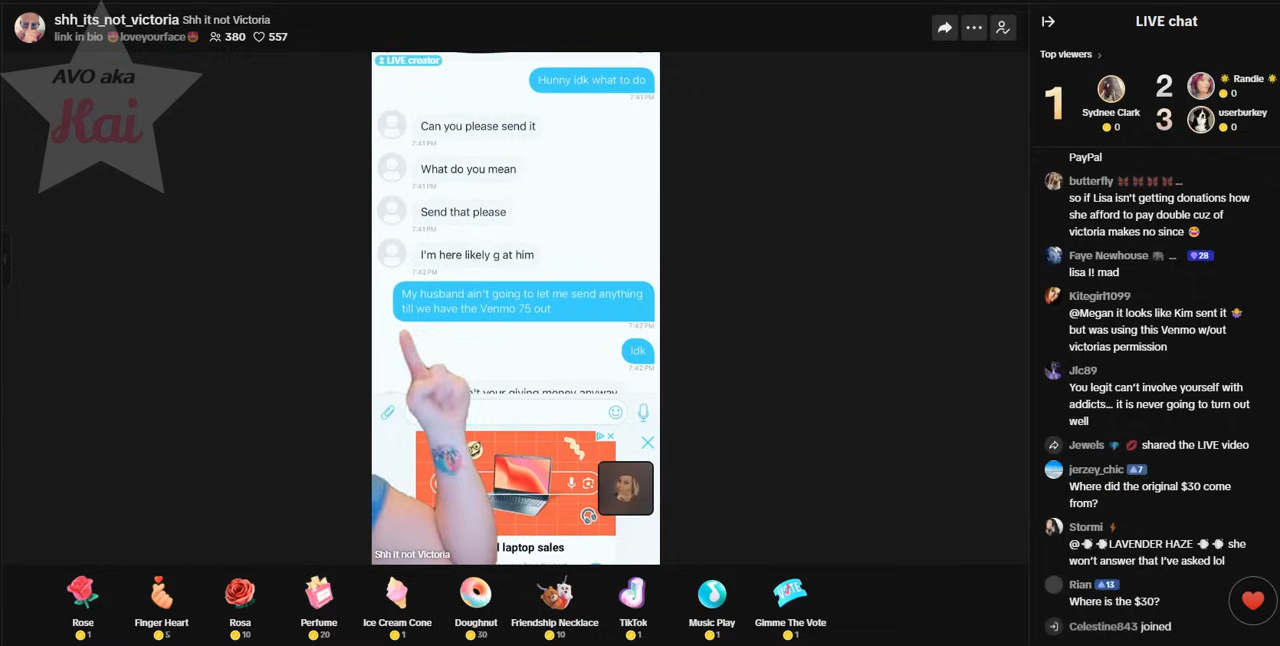 shh_its_not_victoria Shh it not Victoria
link in bio loveyourface 380 557
AVO aka
Kai
LIVE creator
Hunny idk what to do
7:41 PM
Can you please send it
7:41 PM
What do you mean
7:41 PM
Send that please
7:41 PM
I'm here likely g at him
7:42 PM
My husband ain't going to let me send anything
till we have the Venmo 75 out
7:42 PM
Idk
7:42 PM
't your giving money anyway
l laptop sales
Shh it not Victoria
Rose
1
Finger Heart
5
Rosa
10
Perfume
20
Ice Cream Cone
1
Doughnut
30
Friendship Necklace
10
TikTok
1
Music Play
1
Gimme The Vote
1
LIVE chat
Top viewers >
1
Sydnee Clark
0
2
Randie
0
3
userburkey
0
PayPal
butterfly ...
so if Lisa isn't getting donations how
she afford to pay double cuz of
victoria makes no since
Faye Newhouse ... 28
lisa I! mad
Kitegirl1099
@Megan it looks like Kim sent it
but was using this Venmo w/out
victorias permission
Jlc89
You legit can't involve yourself with
addicts... it is never going to turn out
well
Jewels shared the LIVE video
jerzey_chic 7
Where did the original $30 come
from?
Stormi
@LAVENDER HAZE she
won't answer that I've asked lol
Rian 13
Where is the $30?
Celestine843 joined